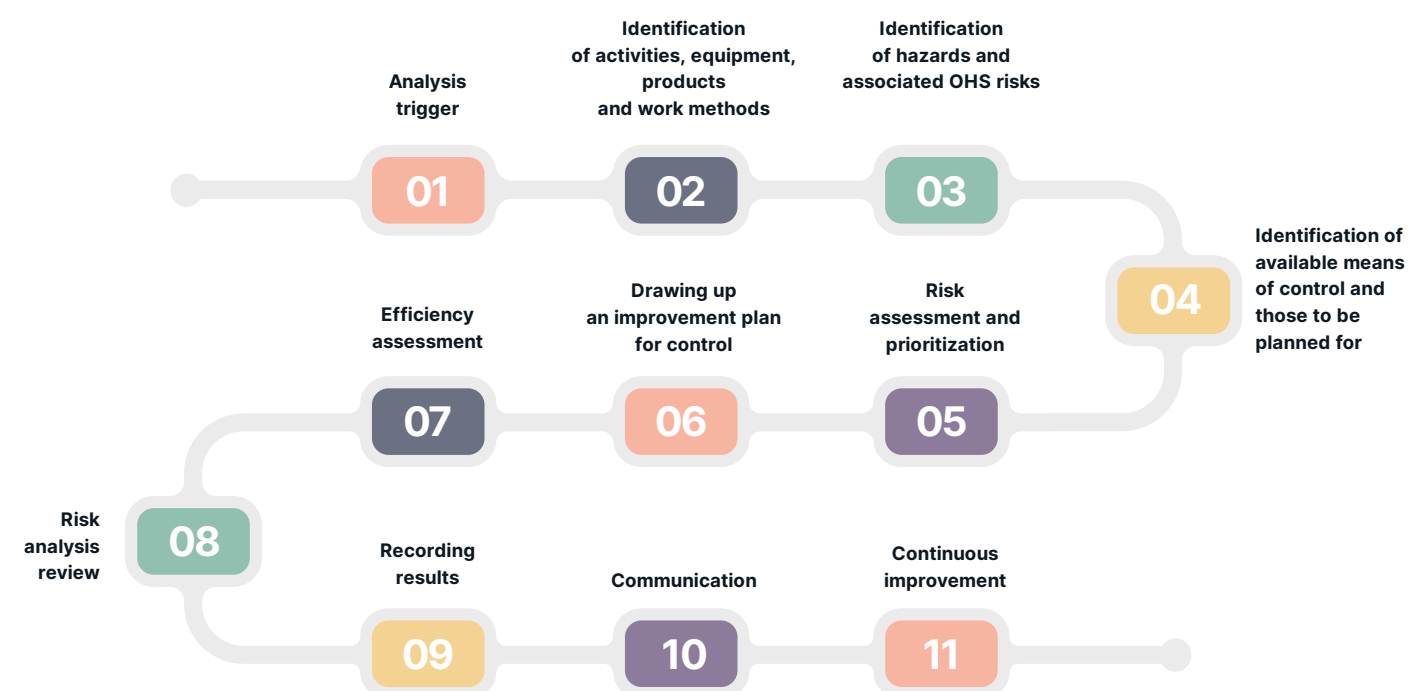 Analysis
trigger
01
Identification
of activities, equipment,
products
and work methods
02
Identification
of hazards and
associated OHS risks
03
Identification of
available means
of control and
those to be
planned for
04
Risk
assessment and
prioritization
05
Drawing up
an improvement plan
for control
06
Efficiency
assessment
07
Risk
analysis
review
08
Recording
results
09
Communication
10
Continuous
improvement
11